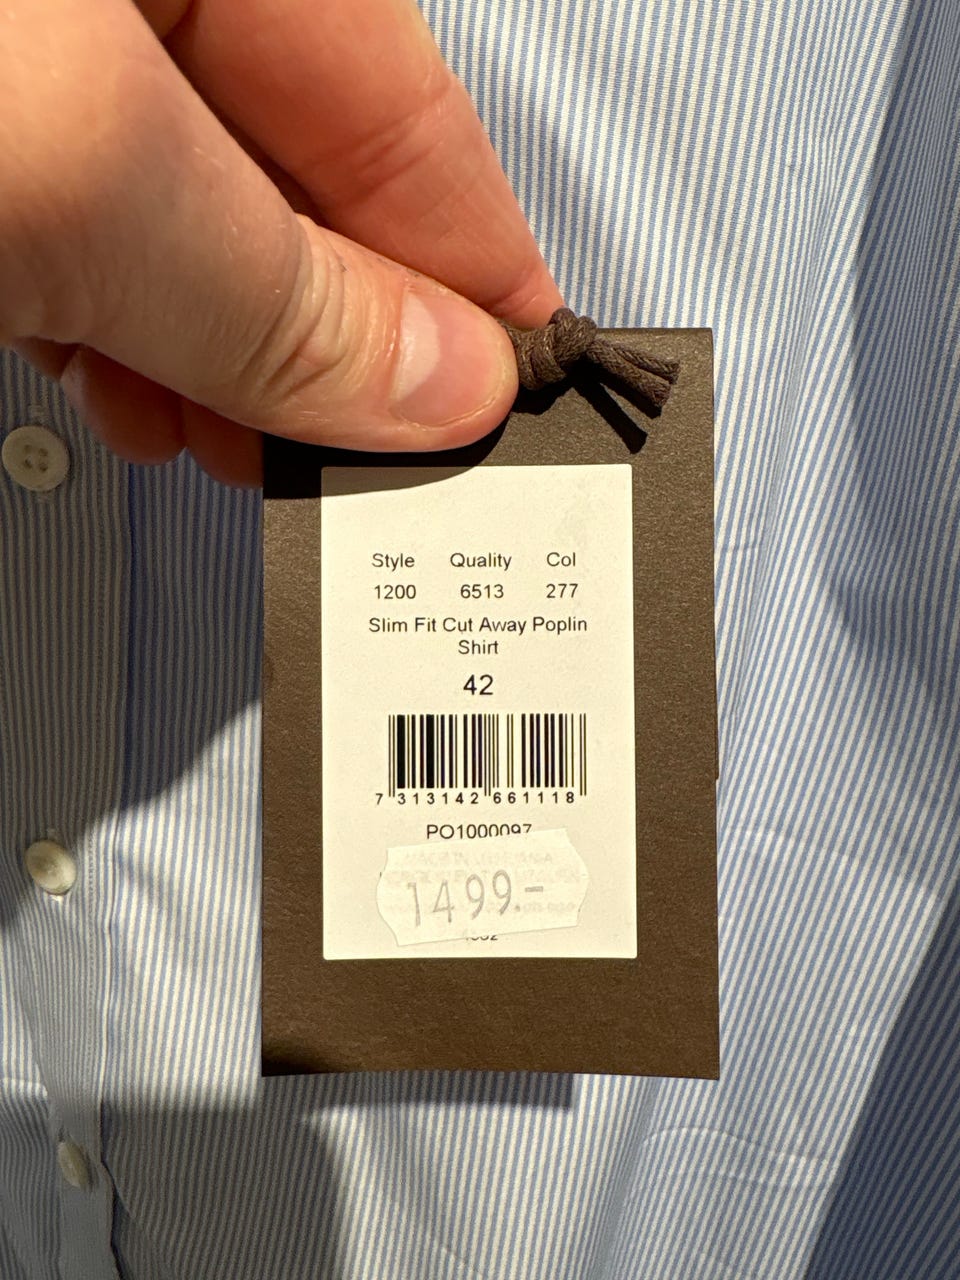 Style Quality Col
1200 6513 277
Slim Fit Cut Away Poplin
Shirt
42
7 313142 661118
PO1000097
1499-